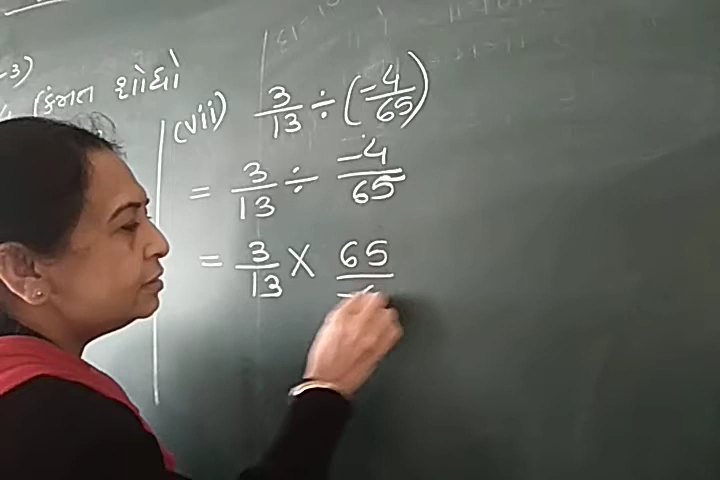 -3)
કિંમત શોધો
(vii) 3/13 ÷ (-4/65)
= 3/13 ÷ -4/65
= 3/13 × 65/-